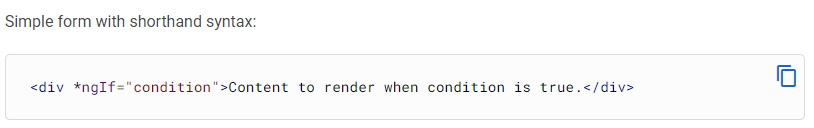 Simple form with shorthand syntax:
<div *ngIf="condition">Content to render when condition is true.</div>